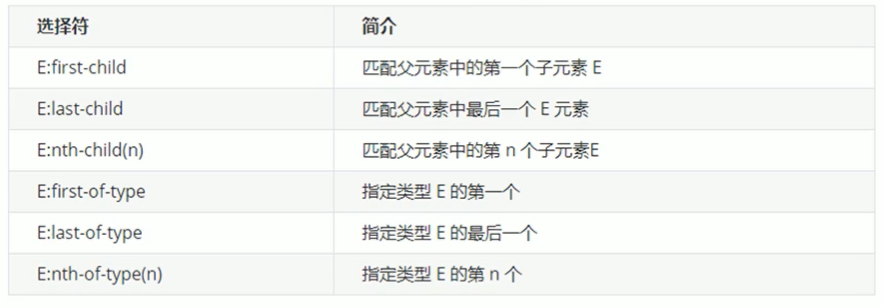 选择符 简介
E:first-child 匹配父元素中的第一个子元素 E
E:last-child 匹配父元素中最后一个 E 元素
E:nth-child(n) 匹配父元素中的第 n 个子元素E
E:first-of-type 指定类型 E 的第一个
E:last-of-type 指定类型 E 的最后一个
E:nth-of-type(n) 指定类型 E 的第 n 个